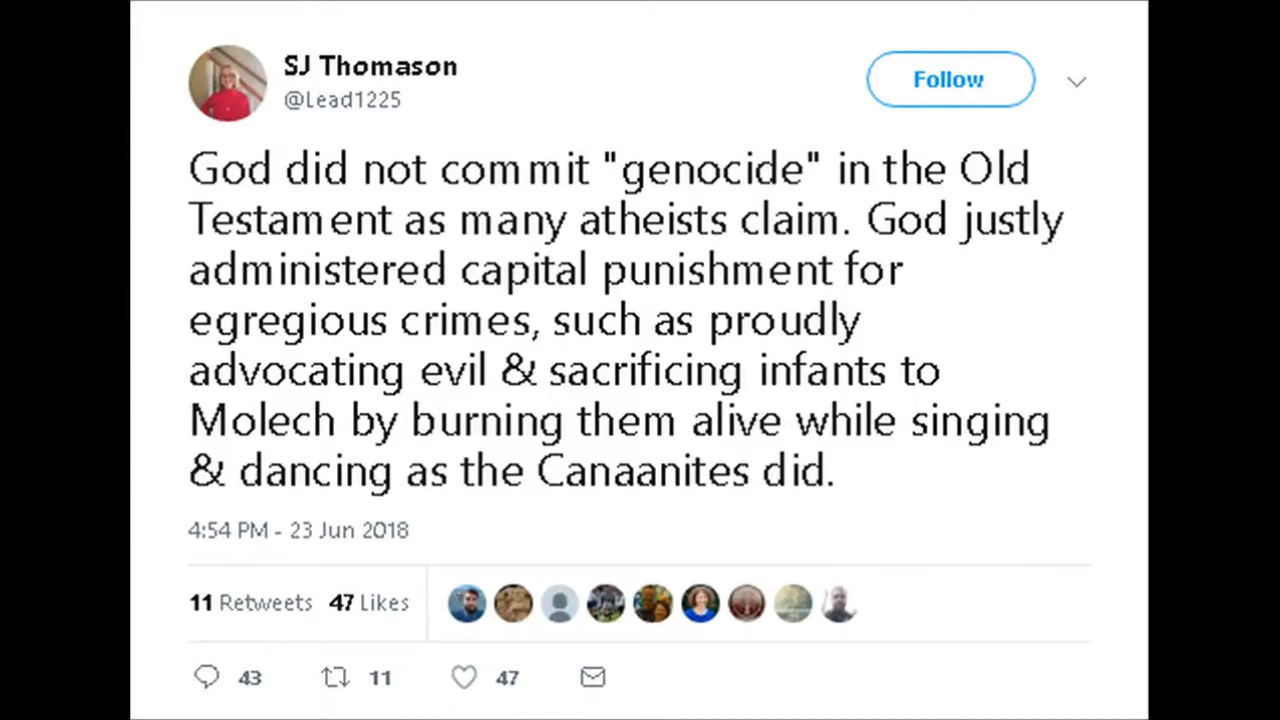 SJ Thomason
@Lead1225
Follow
God did not commit "genocide" in the Old
Testament as many atheists claim. God justly
administered capital punishment for
egregious crimes, such as proudly
advocating evil & sacrificing infants to
Molech by burning them alive while singing
& dancing as the Canaanites did.
4:54 PM - 23 Jun 2018
11 Retweets 47 Likes
43 11 47